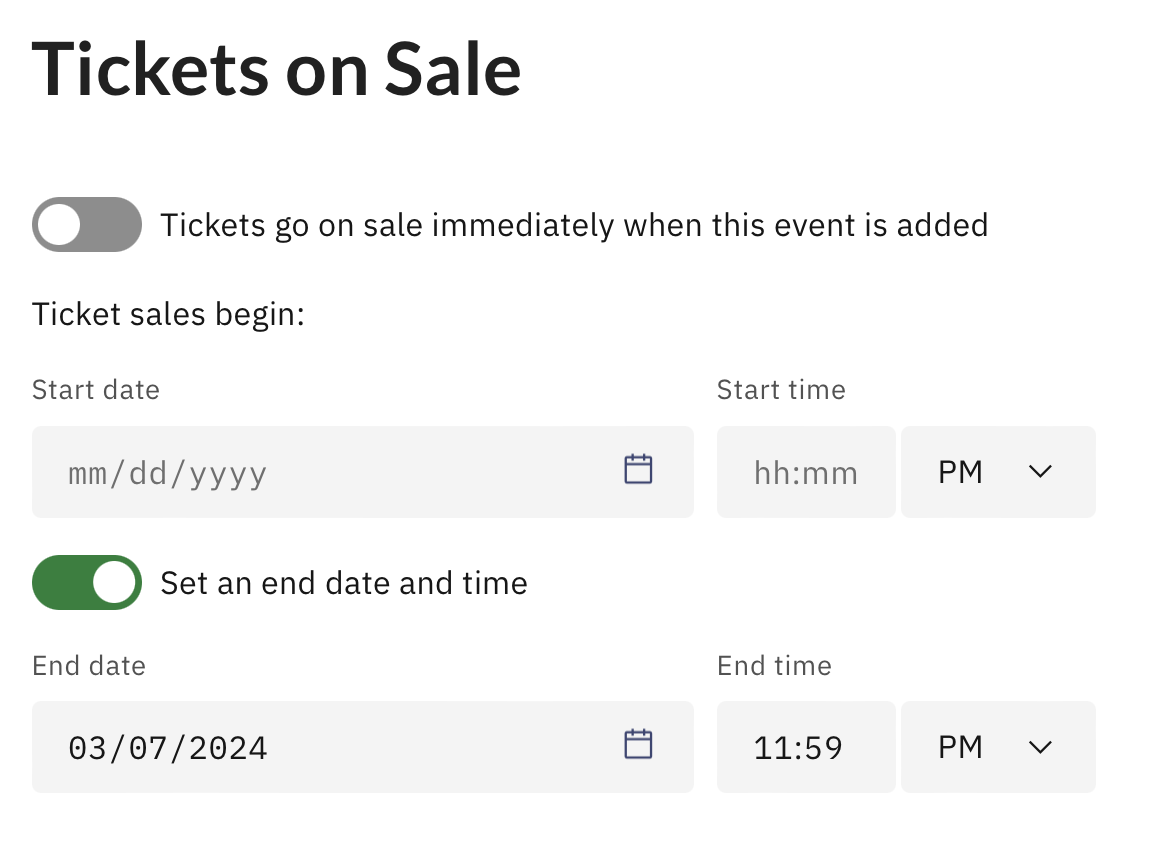 Tickets on Sale
Tickets go on sale immediately when this event is added
Ticket sales begin:
Start date Start time
mm/dd/yyyy hh:mm PM
Set an end date and time
End date End time
03/07/2024 11:59 PM